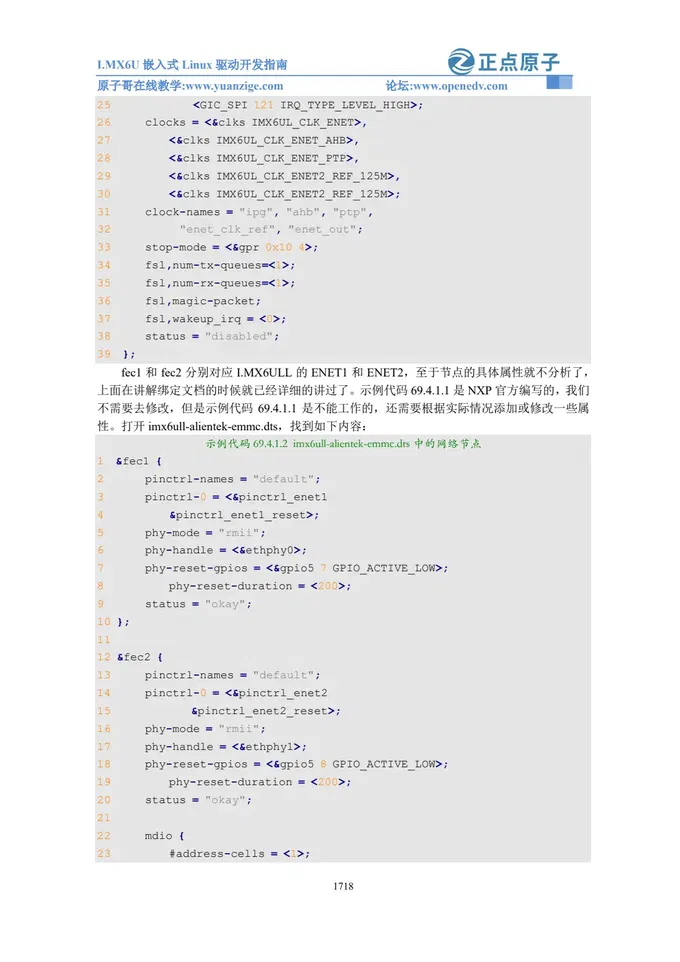 I.MX6U 嵌入式 Linux 驱动开发指南
正点原子
原子哥在线教学:www.yuanzige.com 论坛:www.openedv.com
25 <GIC_SPI 121 IRQ_TYPE_LEVEL_HIGH>;
26 clocks = <&clks IMX6UL_CLK_ENET>,
27 <&clks IMX6UL_CLK_ENET_AHB>,
28 <&clks IMX6UL_CLK_ENET_PTP>,
29 <&clks IMX6UL_CLK_ENET2_REF_125M>,
30 <&clks IMX6UL_CLK_ENET2_REF_125M>;
31 clock-names = "ipg", "ahb", "ptp",
32 "enet_clk_ref", "enet_out";
33 stop-mode = <&gpr 0x10 4>;
34 fsl,num-tx-queues=<1>;
35 fsl,num-rx-queues=<1>;
36 fsl,magic-packet;
37 fsl,wakeup_irq = <0>;
38 status = "disabled";
39 };
fec1 和 fec2 分别对应 I.MX6ULL 的 ENET1 和 ENET2，至于节点的具体属性就不分析了，
上面在讲解绑定文档的时候就已经详细的讲过了。示例代码 69.4.1.1 是 NXP 官方编写的，我们
不需要去修改，但是示例代码 69.4.1.1 是不能工作的，还需要根据实际情况添加或修改一些属
性。打开 imx6ull-alientek-emmc.dts，找到如下内容：
示例代码 69.4.1.2 imx6ull-alientek-emmc.dts 中的网络节点
1 &fec1 {
2 pinctrl-names = "default";
3 pinctrl-0 = <&pinctrl_enet1
4 &pinctrl_enet1_reset>;
5 phy-mode = "rmii";
6 phy-handle = <&ethphy0>;
7 phy-reset-gpios = <&gpio5 7 GPIO_ACTIVE_LOW>;
8 phy-reset-duration = <200>;
9 status = "okay";
10 };
11
12 &fec2 {
13 pinctrl-names = "default";
14 pinctrl-0 = <&pinctrl_enet2
15 &pinctrl_enet2_reset>;
16 phy-mode = "rmii";
17 phy-handle = <&ethphy1>;
18 phy-reset-gpios = <&gpio5 8 GPIO_ACTIVE_LOW>;
19 phy-reset-duration = <200>;
20 status = "okay";
21
22 mdio {
23 #address-cells = <1>;
1718